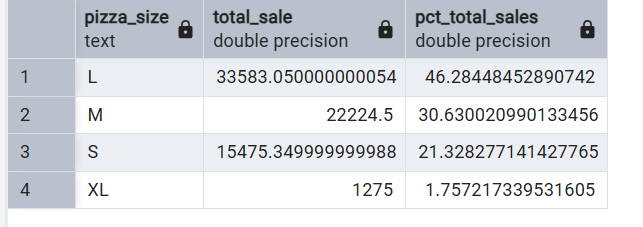 pizza_size total_sale pct_total_sales
text double precision double precision
1 L 33583.050000000054 46.28448452890742
2 M 22224.5 30.630020990133456
3 S 15475.349999999988 21.328277141427765
4 XL 1275 1.757217339531605